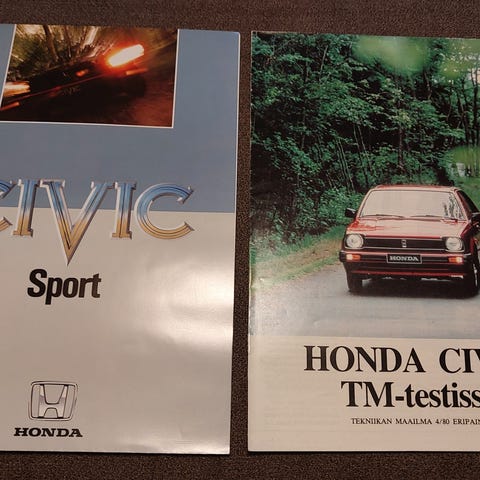 CIVIC
Sport
HONDA
HONDA
HONDA CIV
TM-testiss
TEKNIIKAN MAAILMA 4/80 ERIPAIN